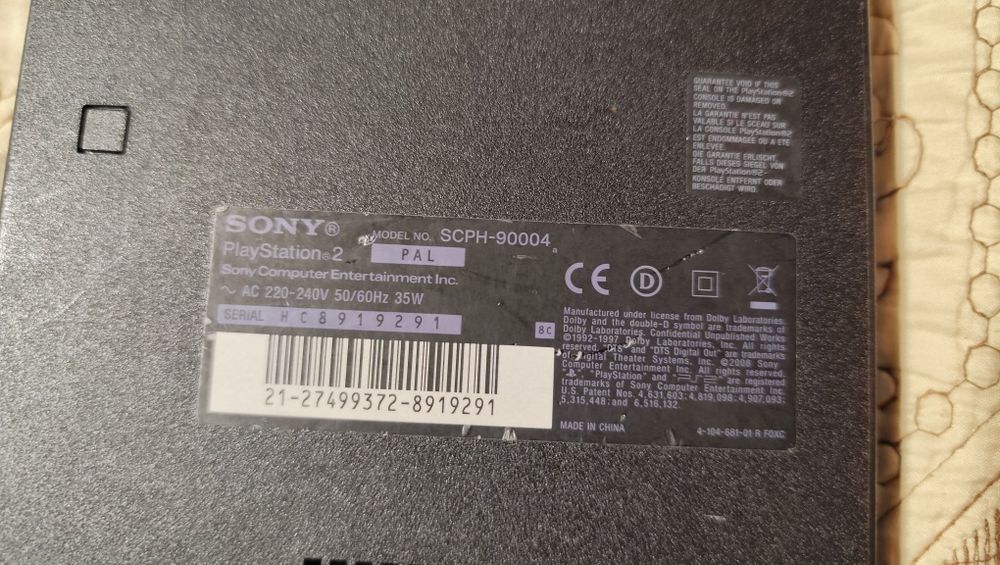 GUARANTEE VOID IF THIS
SEAL ON THE PlayStation®2
CONSOLE IS DAMAGED OR
REMOVED.
LA GARANTIE N'EST PAS
VALABLE SI LE SCEAU SUR
LA CONSOLE PlayStation®2
EST ENDOMMAGEE OU A ETE
ENLEVEE.
DIE GARANTIE ERLISCHT,
FALLS DIESES SIEGEL VON
DER PlayStation®2-
KONSOLE ENTFERNT ODER
BESCHÄDIGT WIRD.
SONY®
MODEL NO. SCPH-90004 a
PlayStation®2 PAL
Sony Computer Entertainment Inc.
~ AC 220-240V 50/60Hz 35W
SERIAL HC8919291
8C
21-27499372-8919291
CE D
Manufactured under license from Dolby Laboratories.
Dolby and the double-D symbol are trademarks of
Dolby Laboratories. Confidential Unpublished Works
©1992-1997 Dolby Laboratories, Inc. All rights
reserved. "DTS" and "DTS Digital Out" are trademarks
of Digital Theater Systems, Inc. ©2008 Sony
Computer Entertainment Inc. All rights reserved.
" ", "PlayStation" and "PS2" are registered
trademarks of Sony Computer Entertainment Inc.
U.S. Patent Nos. 4,631,603; 4,819,098; 4,907,093;
5,315,448; and 6,516,132.
MADE IN CHINA
4-104-681-01 R FOXC